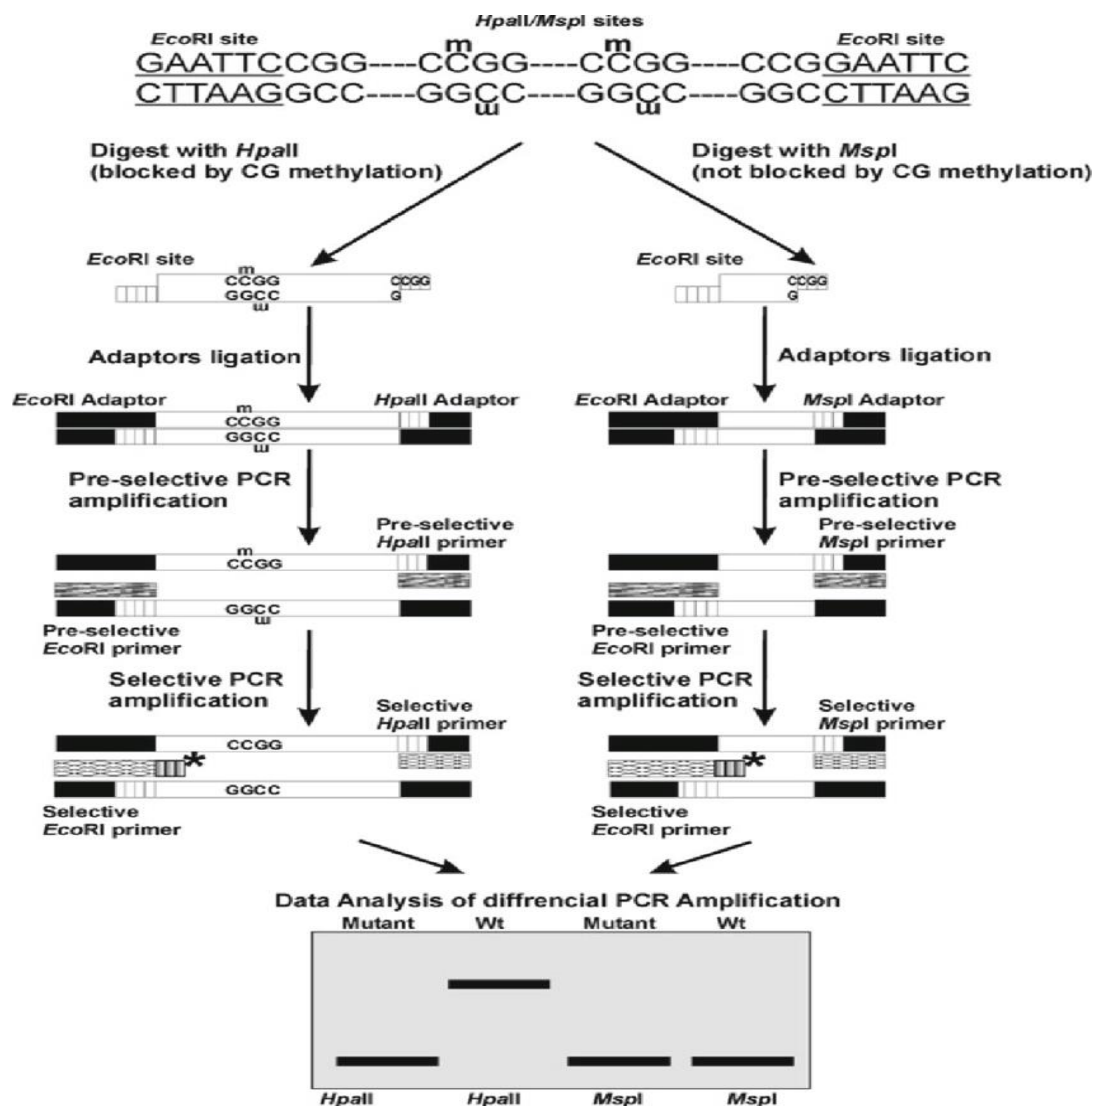 HpaII/MspI sites
EcoRI site m m EcoRI site
GAATTCCCGG----CCGG----CCGG----CCGGAATTC
CTTAAGGGCC----GGCC----GGCC----GGCCTTAAG
m m
Digest with HpaII
(blocked by CG methylation)
Digest with MspI
(not blocked by CG methylation)
EcoRI site
m
CCGG CCGG
GGCC G
m
EcoRI site
CCGG
G
Adaptors ligation
Adaptors ligation
EcoRI Adaptor m HpaII Adaptor
CCGG
GGCC
m
EcoRI Adaptor MspI Adaptor
Pre-selective PCR
amplification
Pre-selective PCR
amplification
Pre-selective
HpaII primer
m
CCGG
GGCC
m
Pre-selective
EcoRI primer
Pre-selective
MspI primer
Pre-selective
EcoRI primer
Selective PCR
amplification
Selective PCR
amplification
Selective
HpaII primer
CCGG
*
GGCC
Selective
EcoRI primer
Selective
MspI primer
*
Selective
EcoRI primer
Data Analysis of diffrencial PCR Amplification
Mutant Wt Mutant Wt
HpaII HpaII MspI MspI